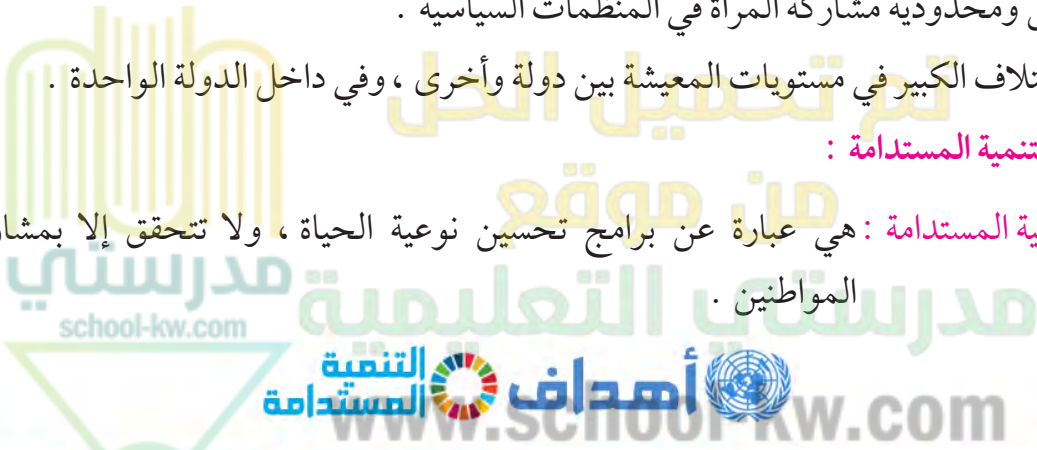 ومحدودية مشاركة المرأة في المنظمات السياسية .
تلاف الكبير في مستويات المعيشة بين دولة وأخرى ، وفي داخل الدولة الواحدة .
تنمية المستدامة :
ية المستدامة : هي عبارة عن برامج تحسين نوعية الحياة ، ولا تتحقق إلا بمشار
المواطنين .
أهداف التنمية
المستدامة
تم تحميل الحل
من موقع
مدرستي التعليمية
مدرستي
school-kw.com
www.school-kw.com